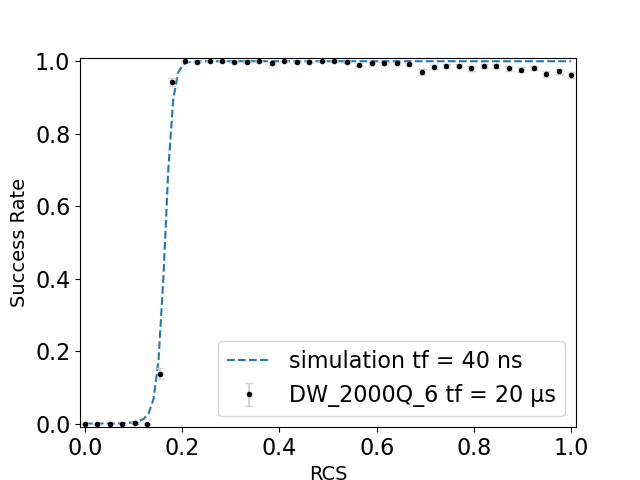 1.0
0.8
0.6
0.4
0.2
0.0
Success Rate
simulation tf = 40 ns
DW_2000Q_6 tf = 20 μs
0.0 0.2 0.4 0.6 0.8 1.0
RCS